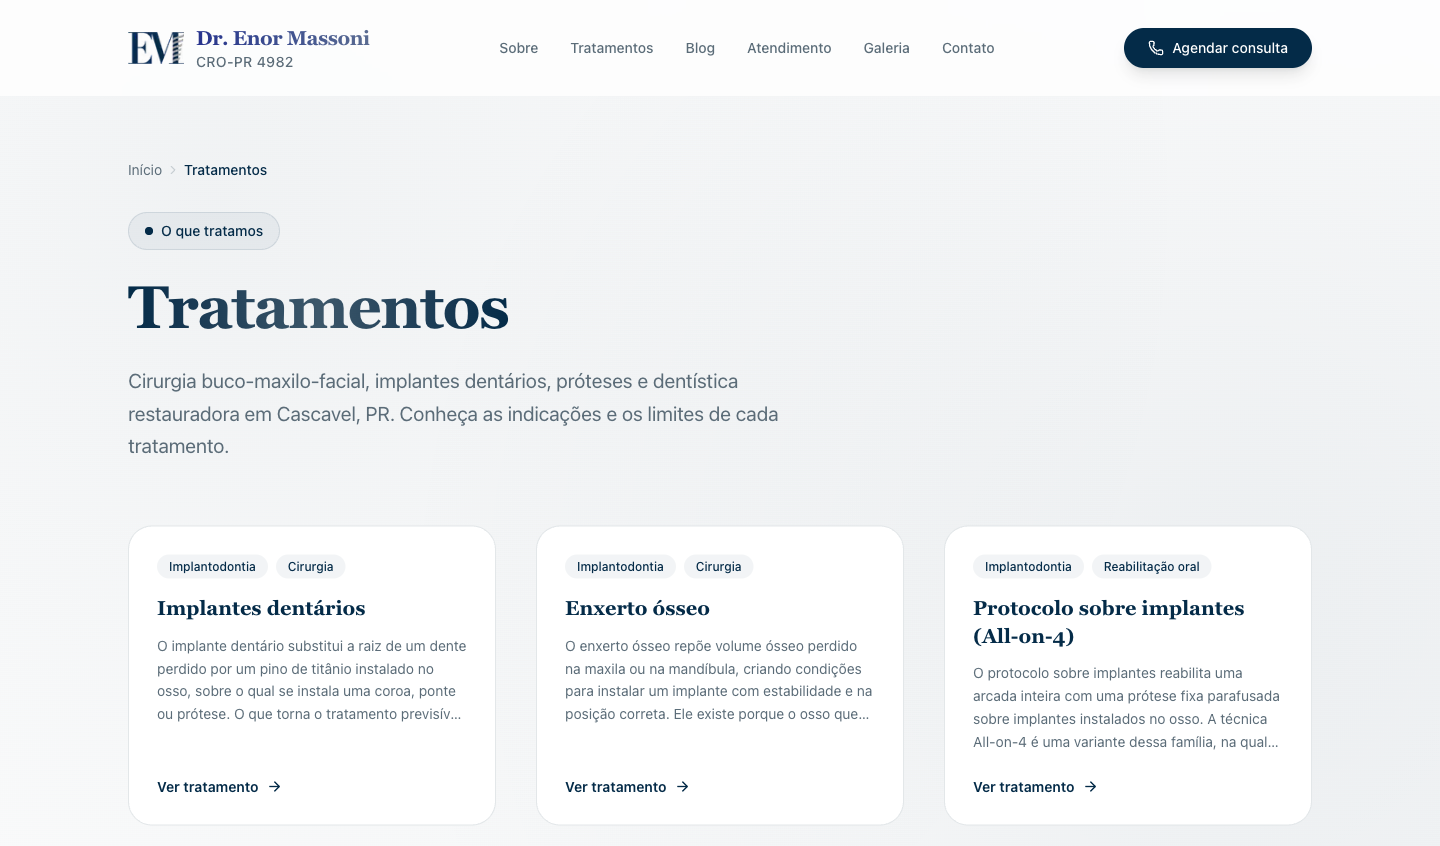 EM
Dr. Enor Massoni
CRO-PR 4982
Sobre
Tratamentos
Blog
Atendimento
Galeria
Contato
Agendar consulta
Início
Tratamentos
O que tratamos
Tratamentos
Cirurgia buco-maxilo-facial, implantes dentários, próteses e dentística
restauradora em Cascavel, PR. Conheça as indicações e os limites de cada
tratamento.
Implantodontia
Cirurgia
Implantes dentários
O implante dentário substitui a raiz de um dente
perdido por um pino de titânio instalado no
osso, sobre o qual se instala uma coroa, ponte
ou prótese. O que torna o tratamento previsív...
Ver tratamento
Implantodontia
Cirurgia
Enxerto ósseo
O enxerto ósseo repõe volume ósseo perdido
na maxila ou na mandíbula, criando condições
para instalar um implante com estabilidade e na
posição correta. Ele existe porque o osso que...
Ver tratamento
Implantodontia
Reabilitação oral
Protocolo sobre implantes
(All-on-4)
O protocolo sobre implantes reabilita uma
arcada inteira com uma prótese fixa parafusada
sobre implantes instalados no osso. A técnica
All-on-4 é uma variante dessa família, na qual...
Ver tratamento